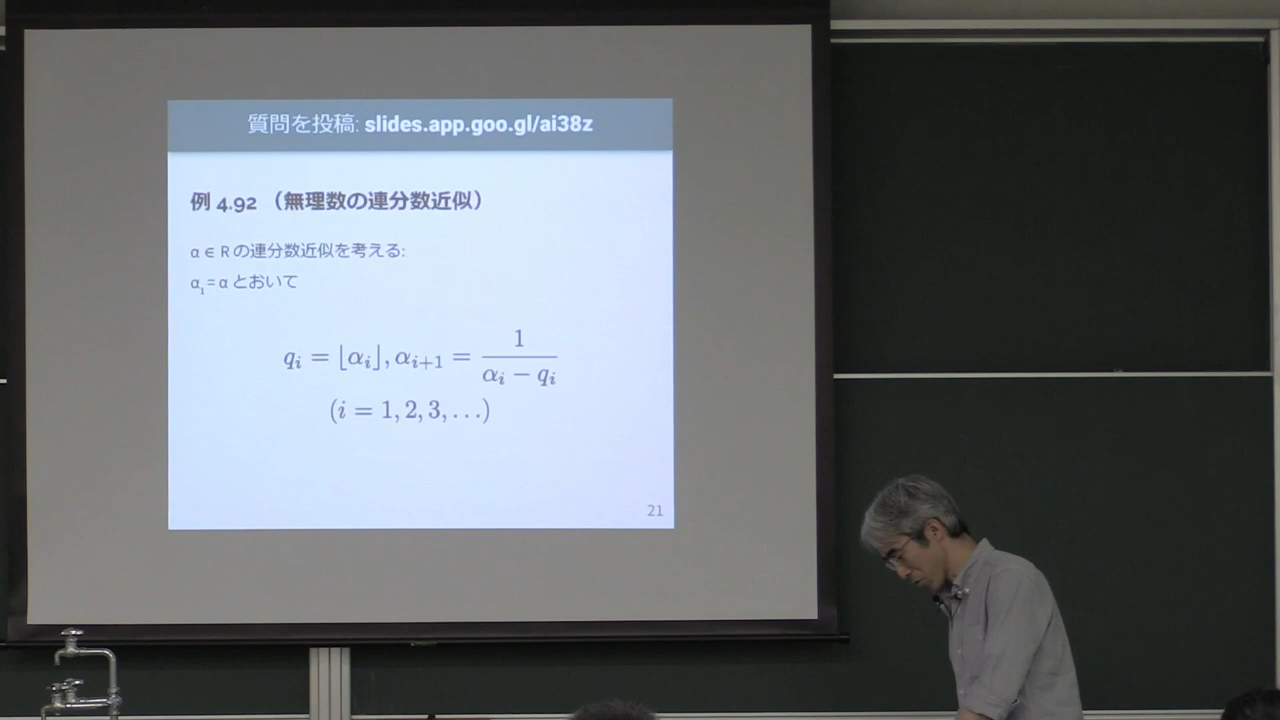 質問を投稿: slides.app.goo.gl/ai38z
例 4.92 （無理数の連分数近似）
α ∈ R の連分数近似を考える:
α₁= α とおいて
qᵢ = ⌊αᵢ⌋, αᵢ₊₁ = 1 / (αᵢ − qᵢ)
(i = 1, 2, 3, . . .)
21